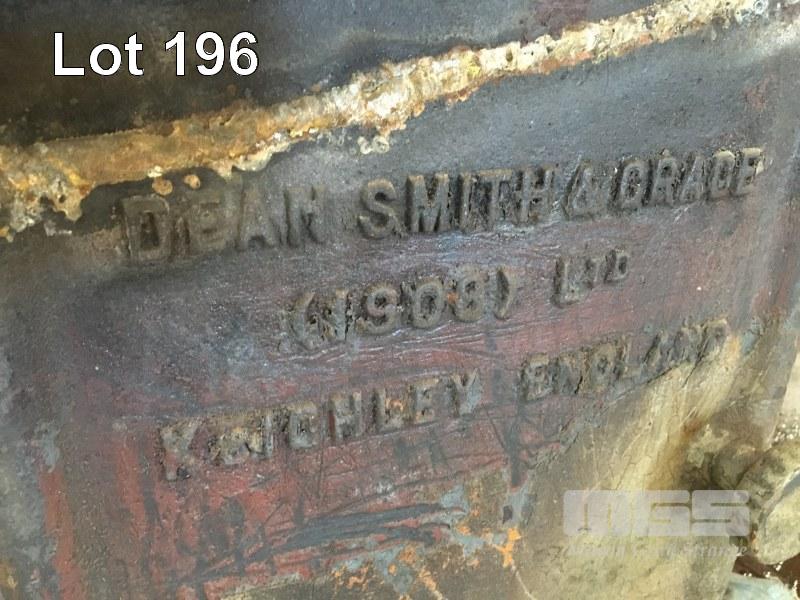 Lot 196
DEAN SMITH & GRACE
(1908) LTD
KEIGHLEY ENGLAND
MGS